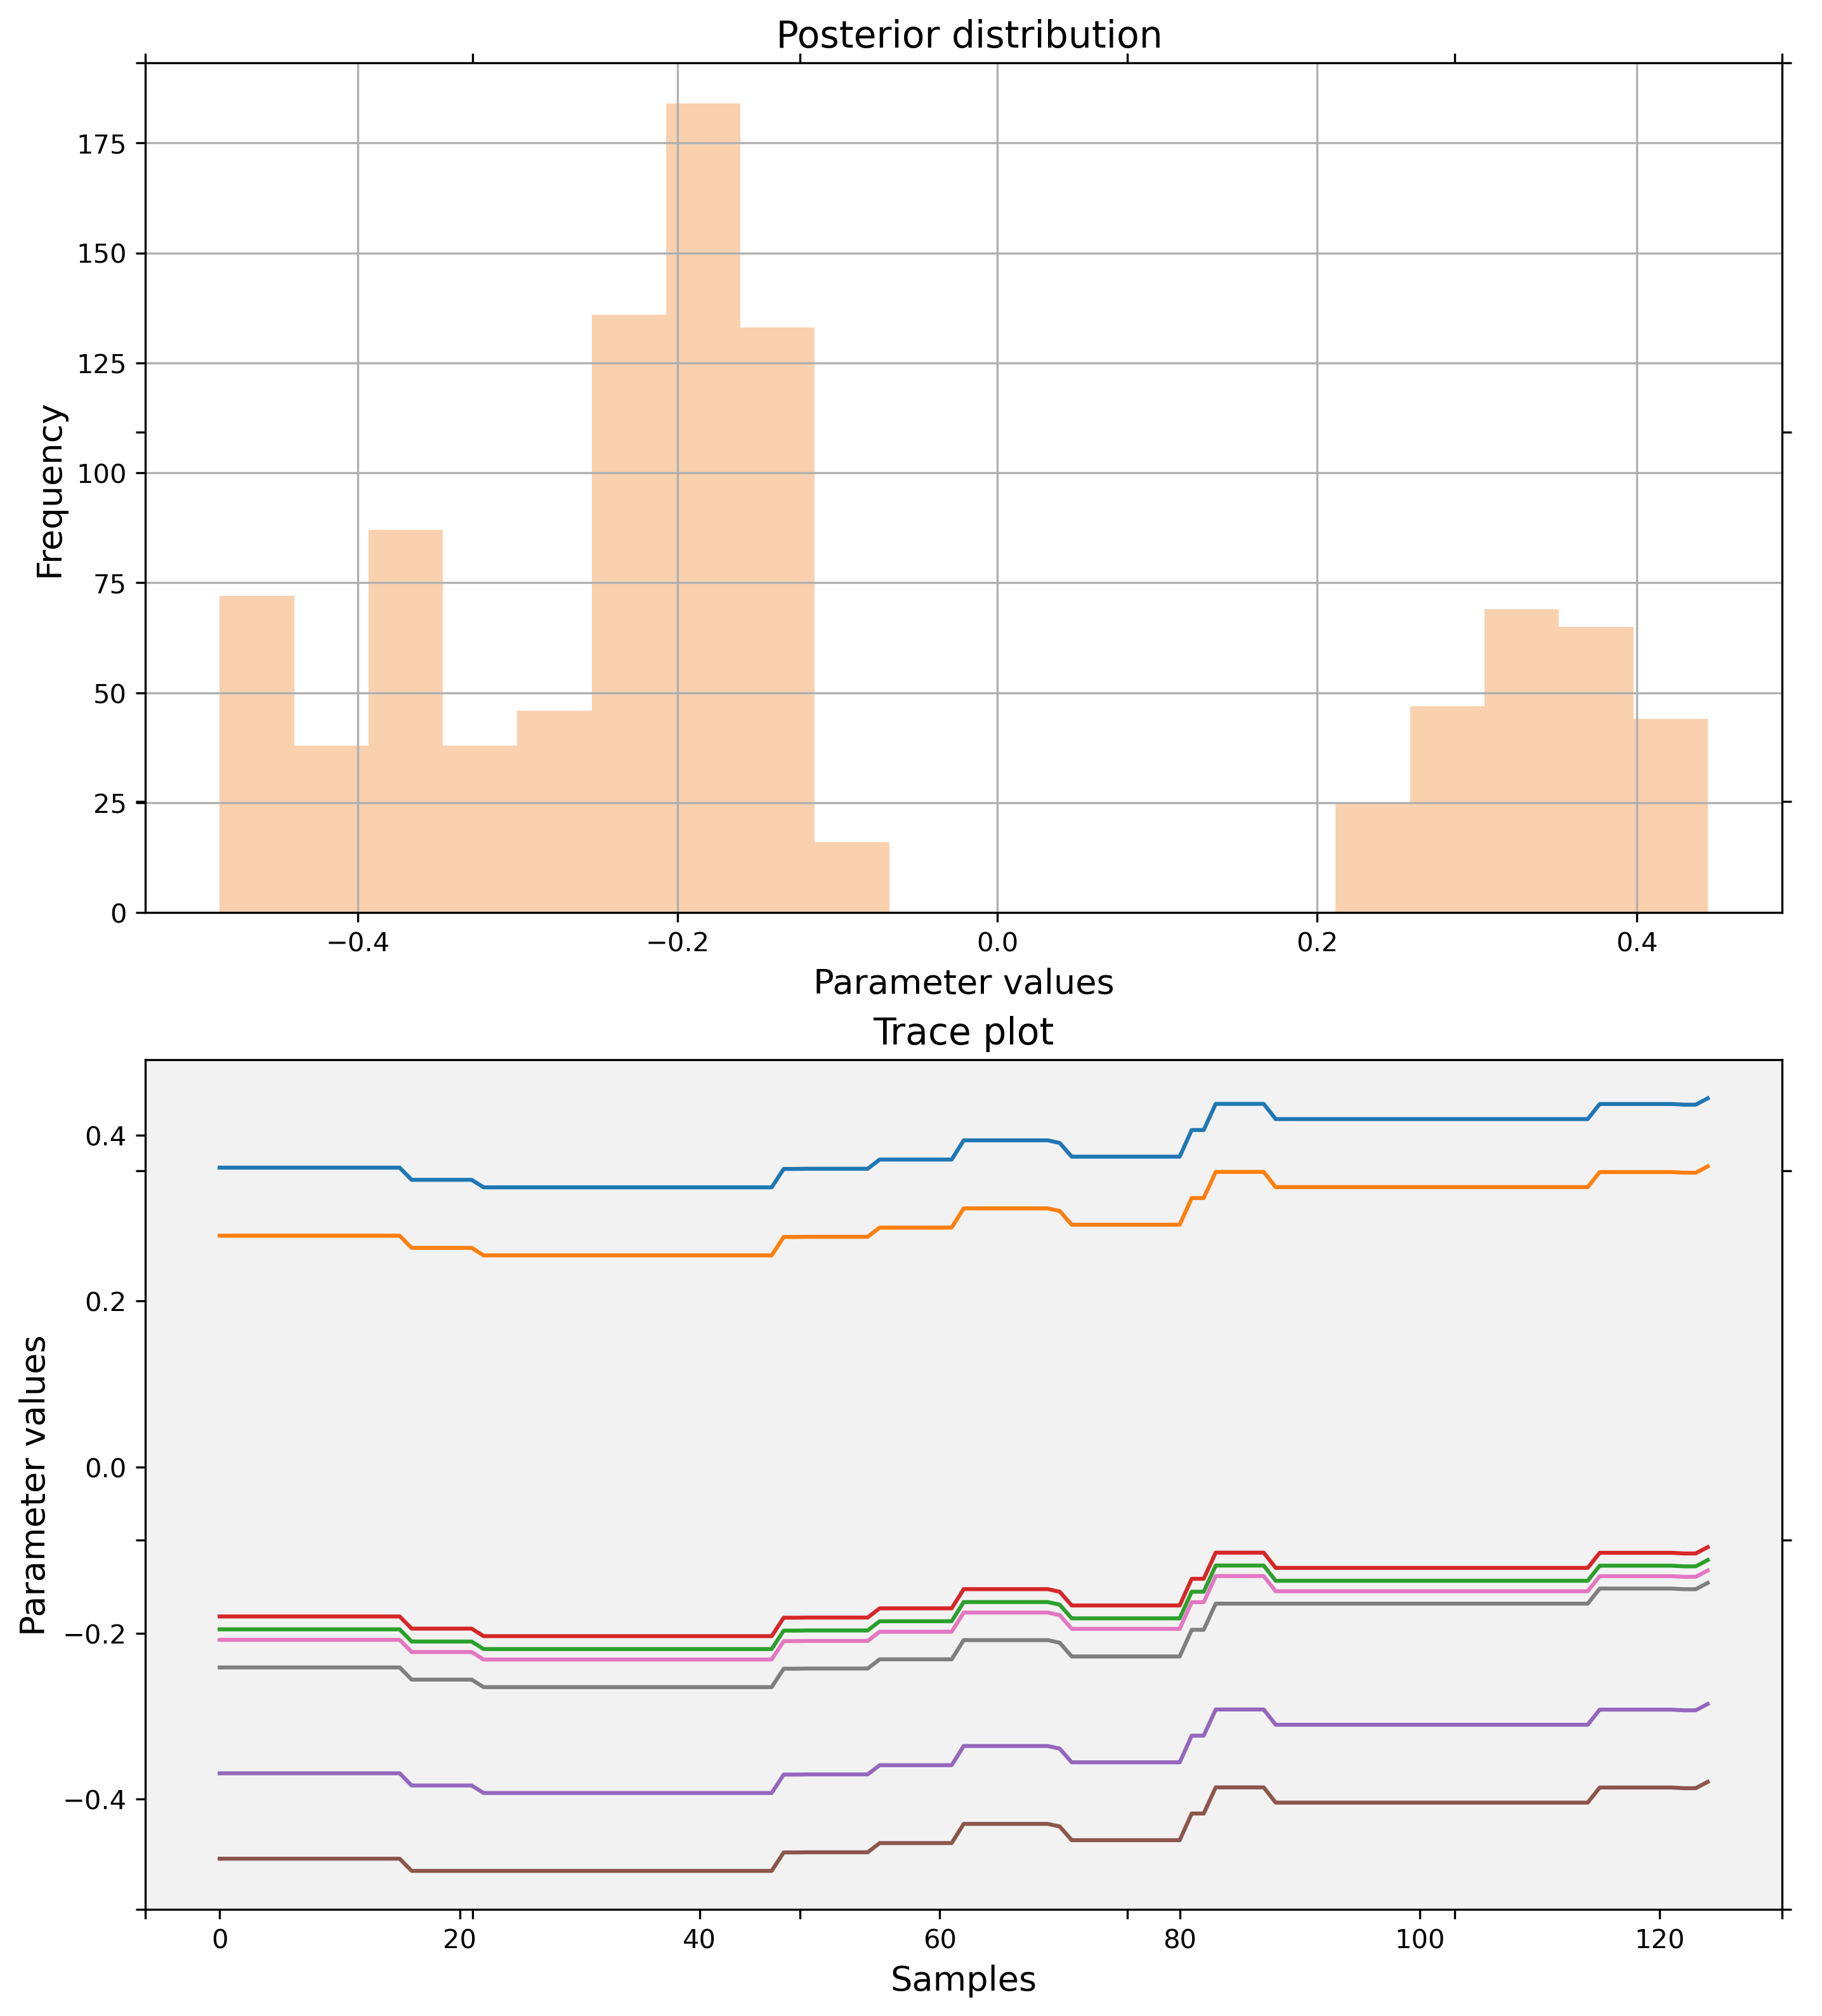 Posterior distribution
175
150
125
100
75
50
25
0
Frequency
−0.4 −0.2 0.0 0.2 0.4
Parameter values
Trace plot
0.4
0.2
0.0
−0.2
−0.4
Parameter values
0 20 40 60 80 100 120
Samples